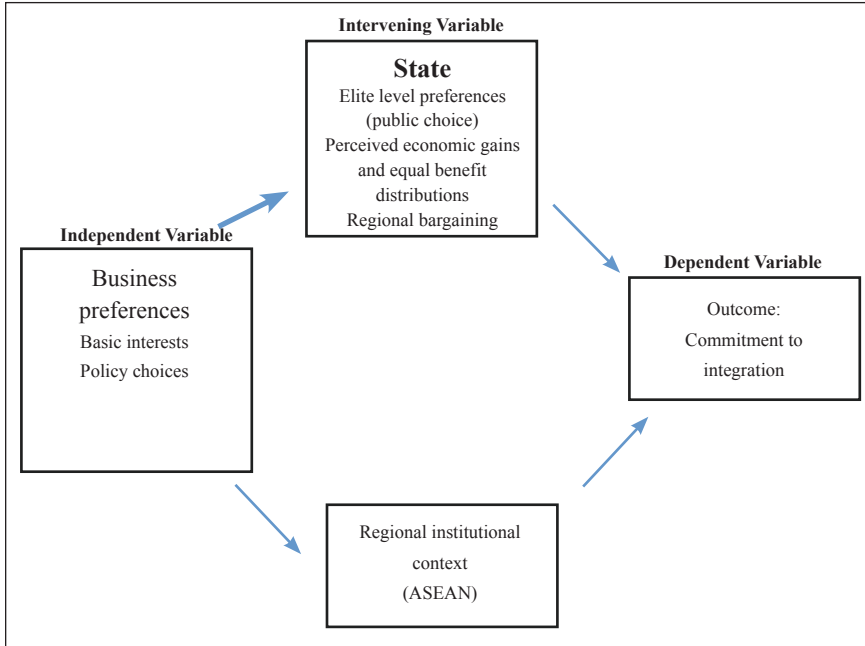 Intervening Variable
State
Elite level preferences
(public choice)
Perceived economic gains
and equal benefit
distributions
Regional bargaining
Independent Variable
Business
preferences
Basic interests
Policy choices
Dependent Variable
Outcome:
Commitment to
integration
Regional institutional
context
(ASEAN)